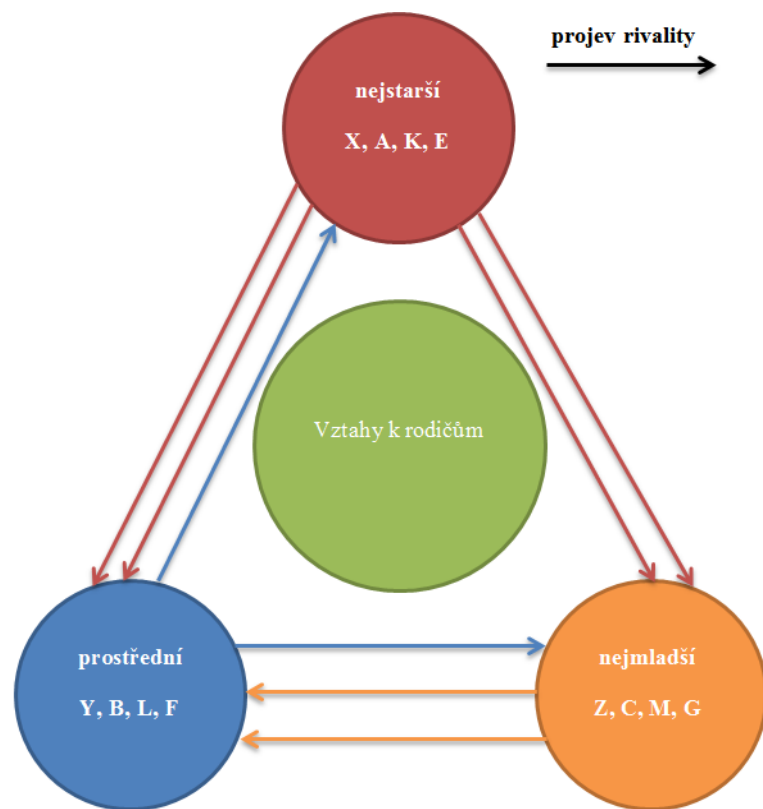 projev rivality
nejstarší
X, A, K, E
Vztahy k rodičům
prostřední
Y, B, L, F
nejmladší
Z, C, M, G